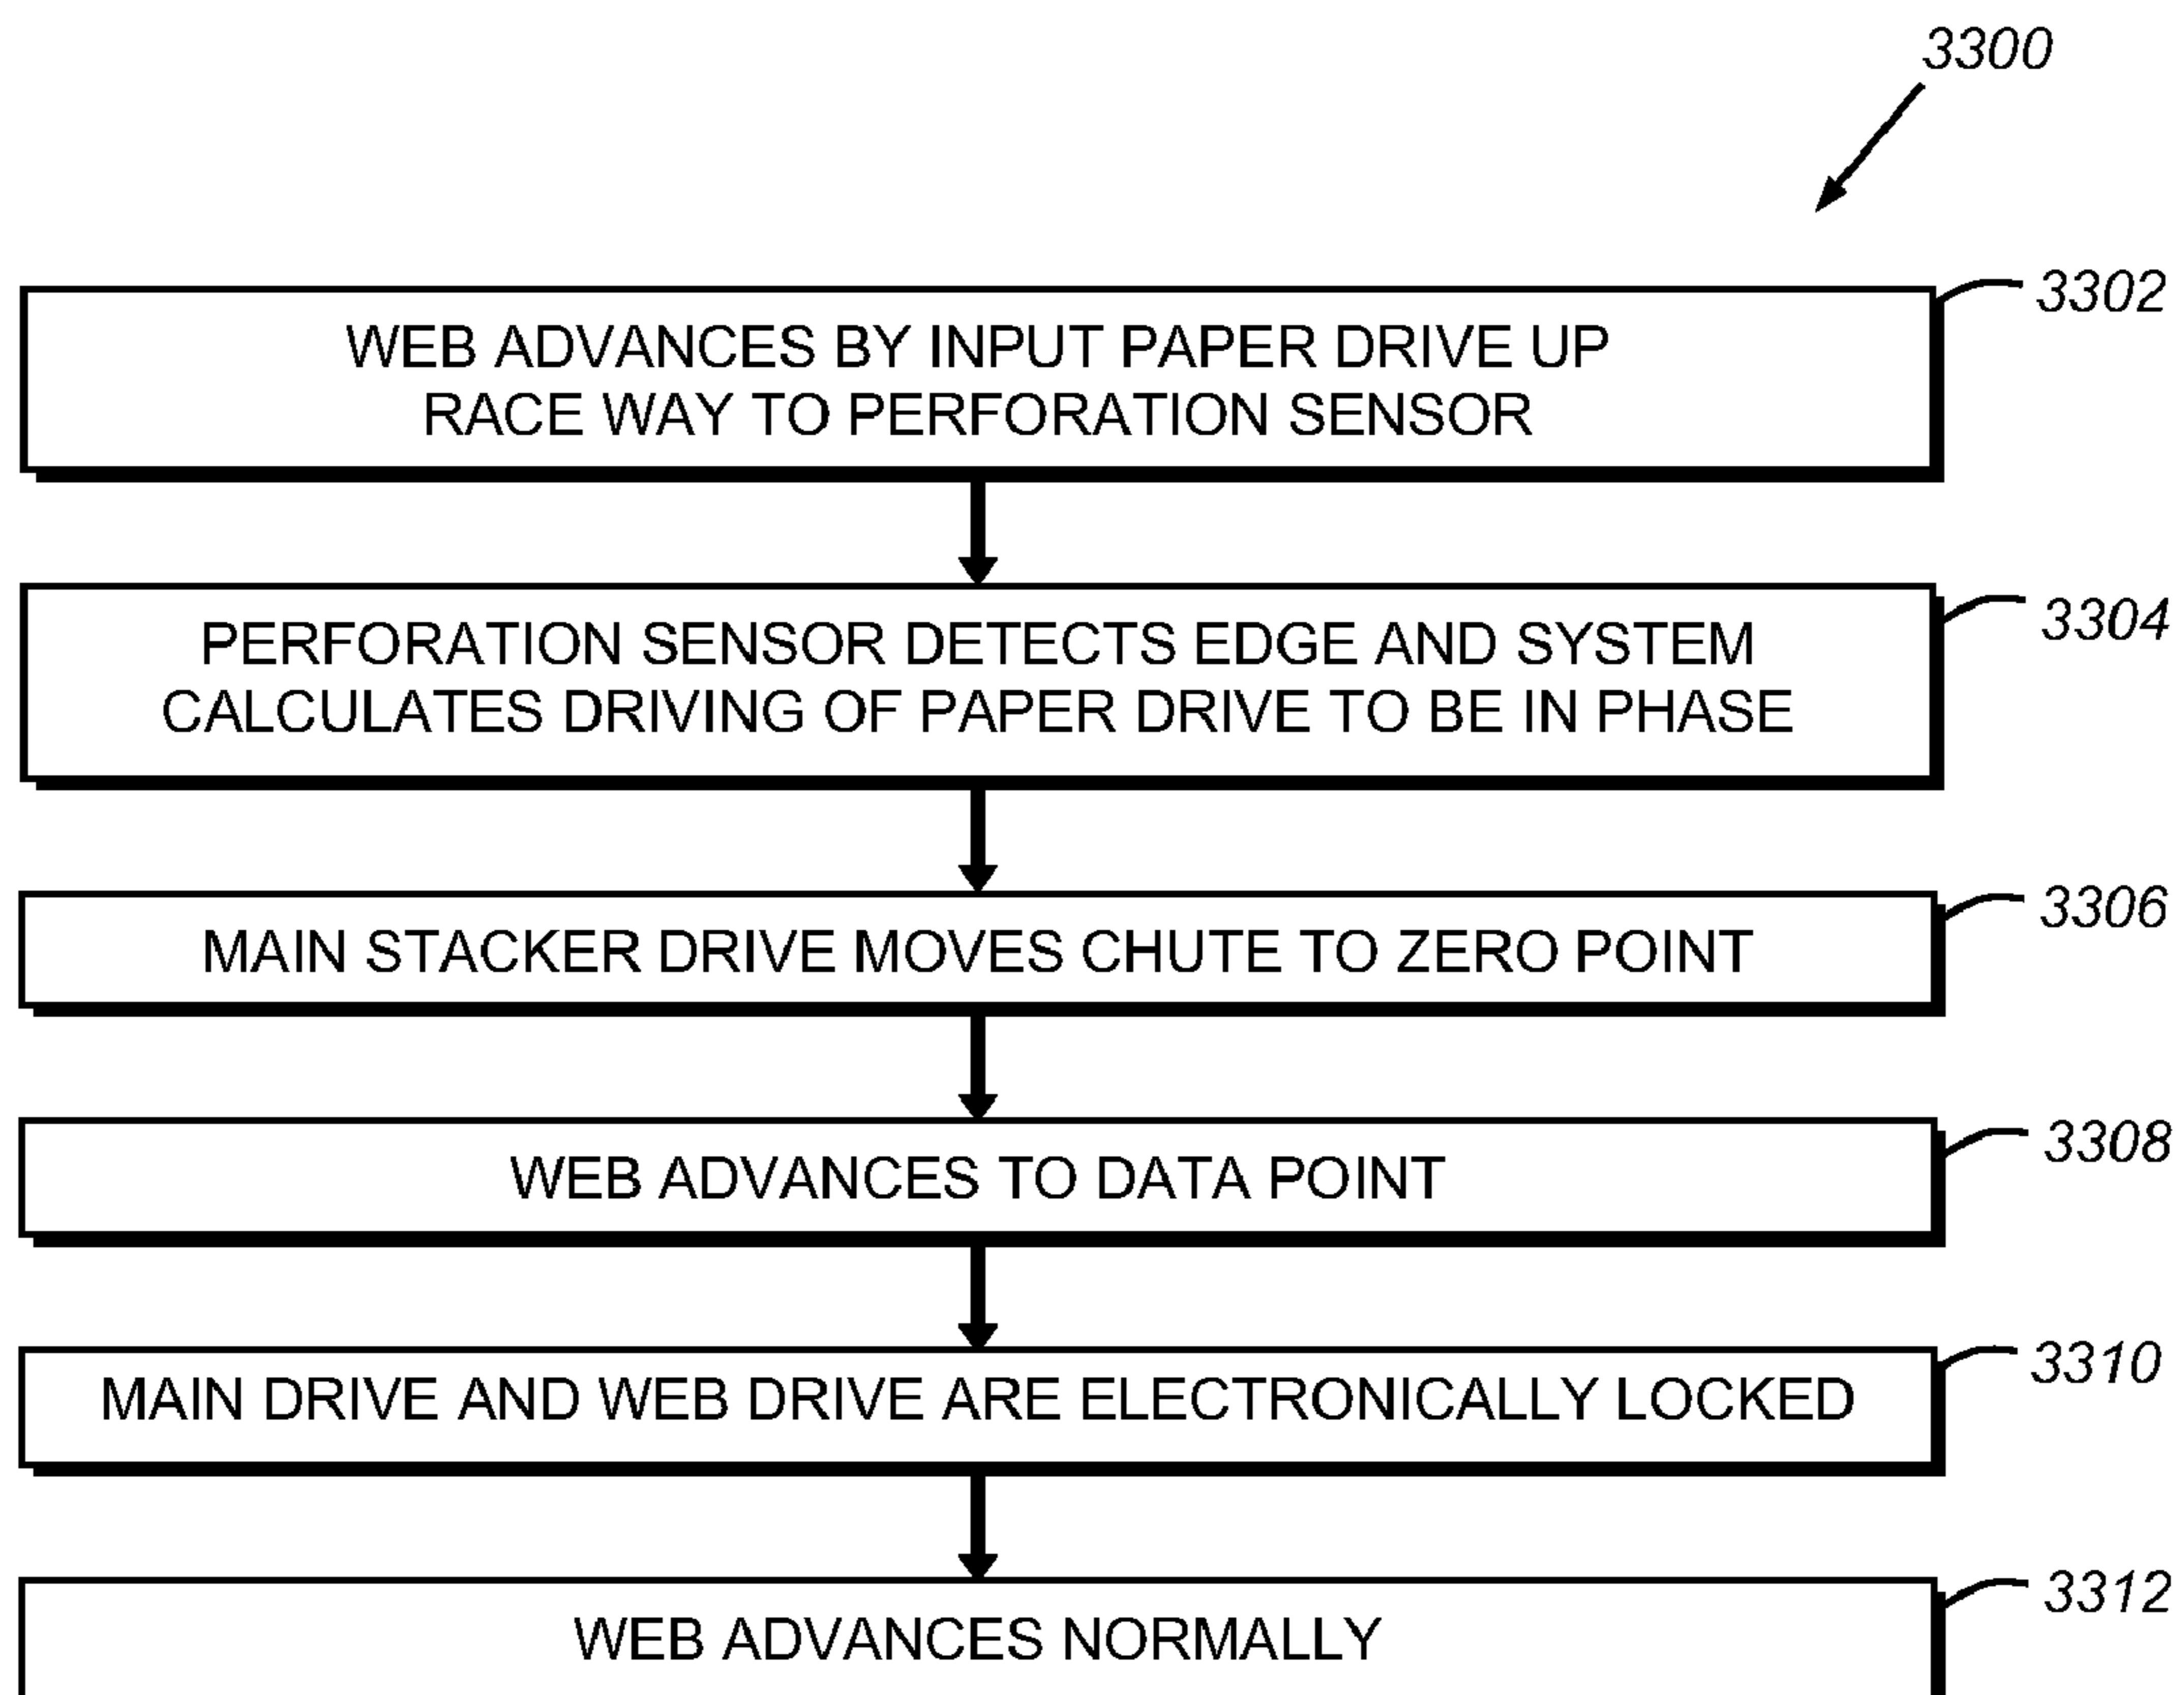 3300
3302
WEB ADVANCES BY INPUT PAPER DRIVE UP
RACE WAY TO PERFORATION SENSOR
3304
PERFORATION SENSOR DETECTS EDGE AND SYSTEM
CALCULATES DRIVING OF PAPER DRIVE TO BE IN PHASE
3306
MAIN STACKER DRIVE MOVES CHUTE TO ZERO POINT
3308
WEB ADVANCES TO DATA POINT
3310
MAIN DRIVE AND WEB DRIVE ARE ELECTRONICALLY LOCKED
3312
WEB ADVANCES NORMALLY